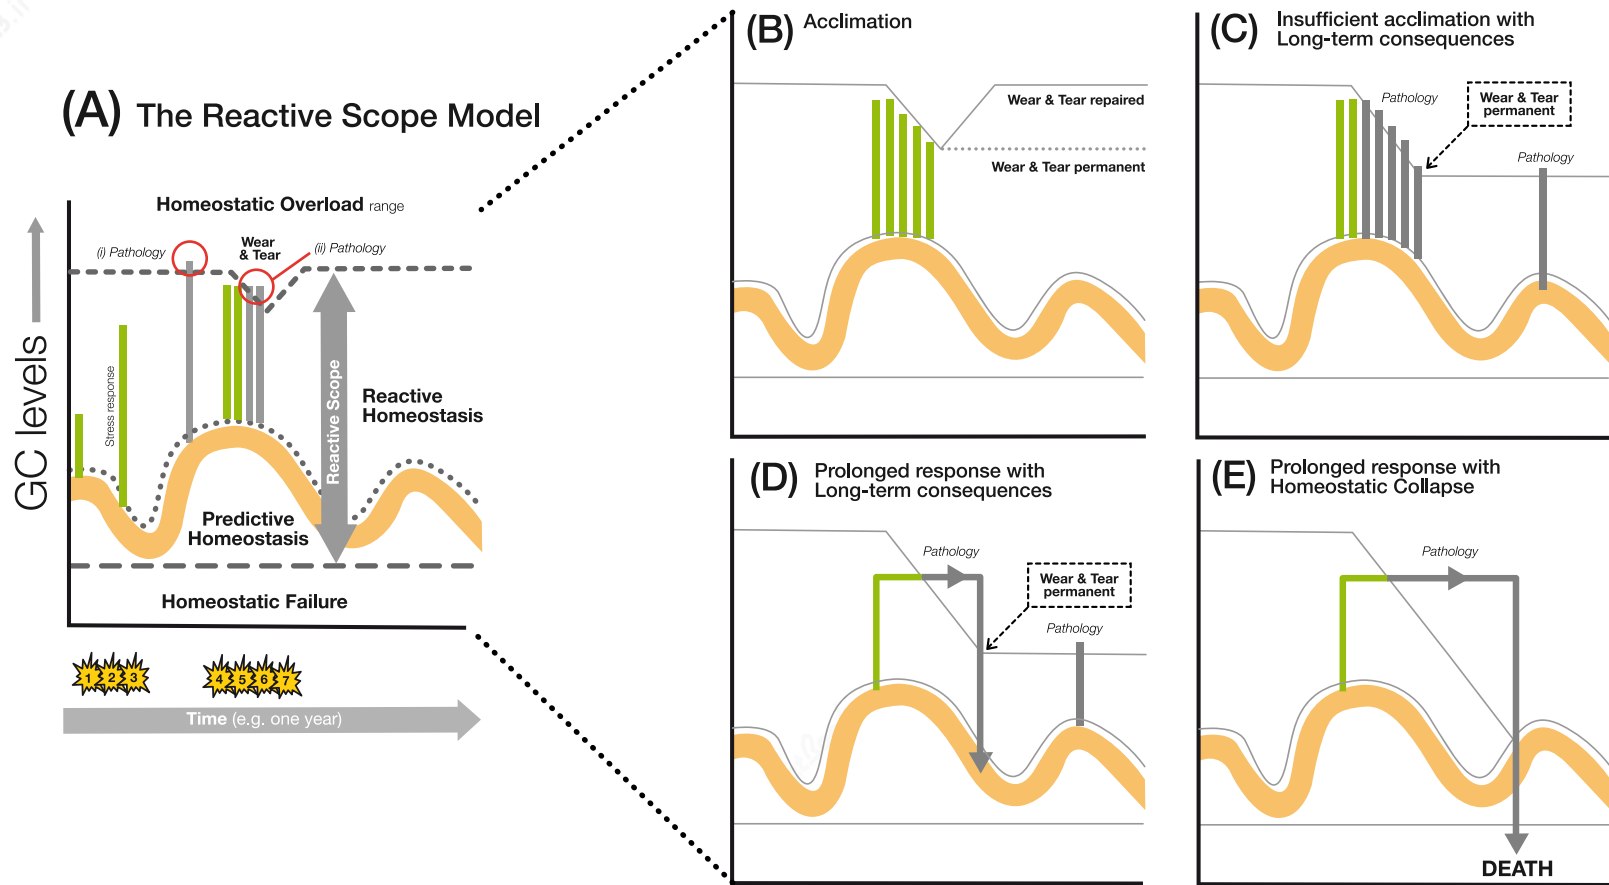 (A) The Reactive Scope Model
GC levels
Homeostatic Overload range
(i) Pathology
Wear
& Tear
(ii) Pathology
Stress response
Reactive Scope
Reactive
Homeostasis
Predictive
Homeostasis
Homeostatic Failure
1 2 3 4 5 6 7
Time (e.g. one year)
(B) Acclimation
Wear & Tear repaired
Wear & Tear permanent
(C) Insufficient acclimation with
Long-term consequences
Pathology
Wear & Tear
permanent
Pathology
(D) Prolonged response with
Long-term consequences
Pathology
Wear & Tear
permanent
Pathology
(E) Prolonged response with
Homeostatic Collapse
Pathology
DEATH